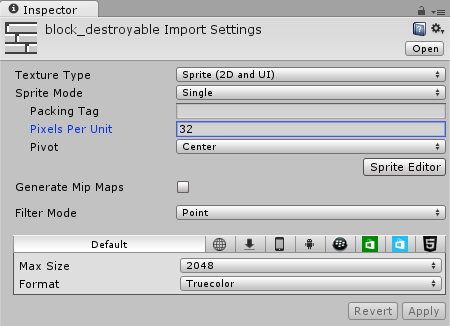 Inspector
block_destroyable Import Settings
Open
Texture Type Sprite (2D and UI)
Sprite Mode Single
Packing Tag
Pixels Per Unit 32
Pivot Center
Sprite Editor
Generate Mip Maps
Filter Mode Point
Default
Max Size 2048
Format Truecolor
Revert Apply